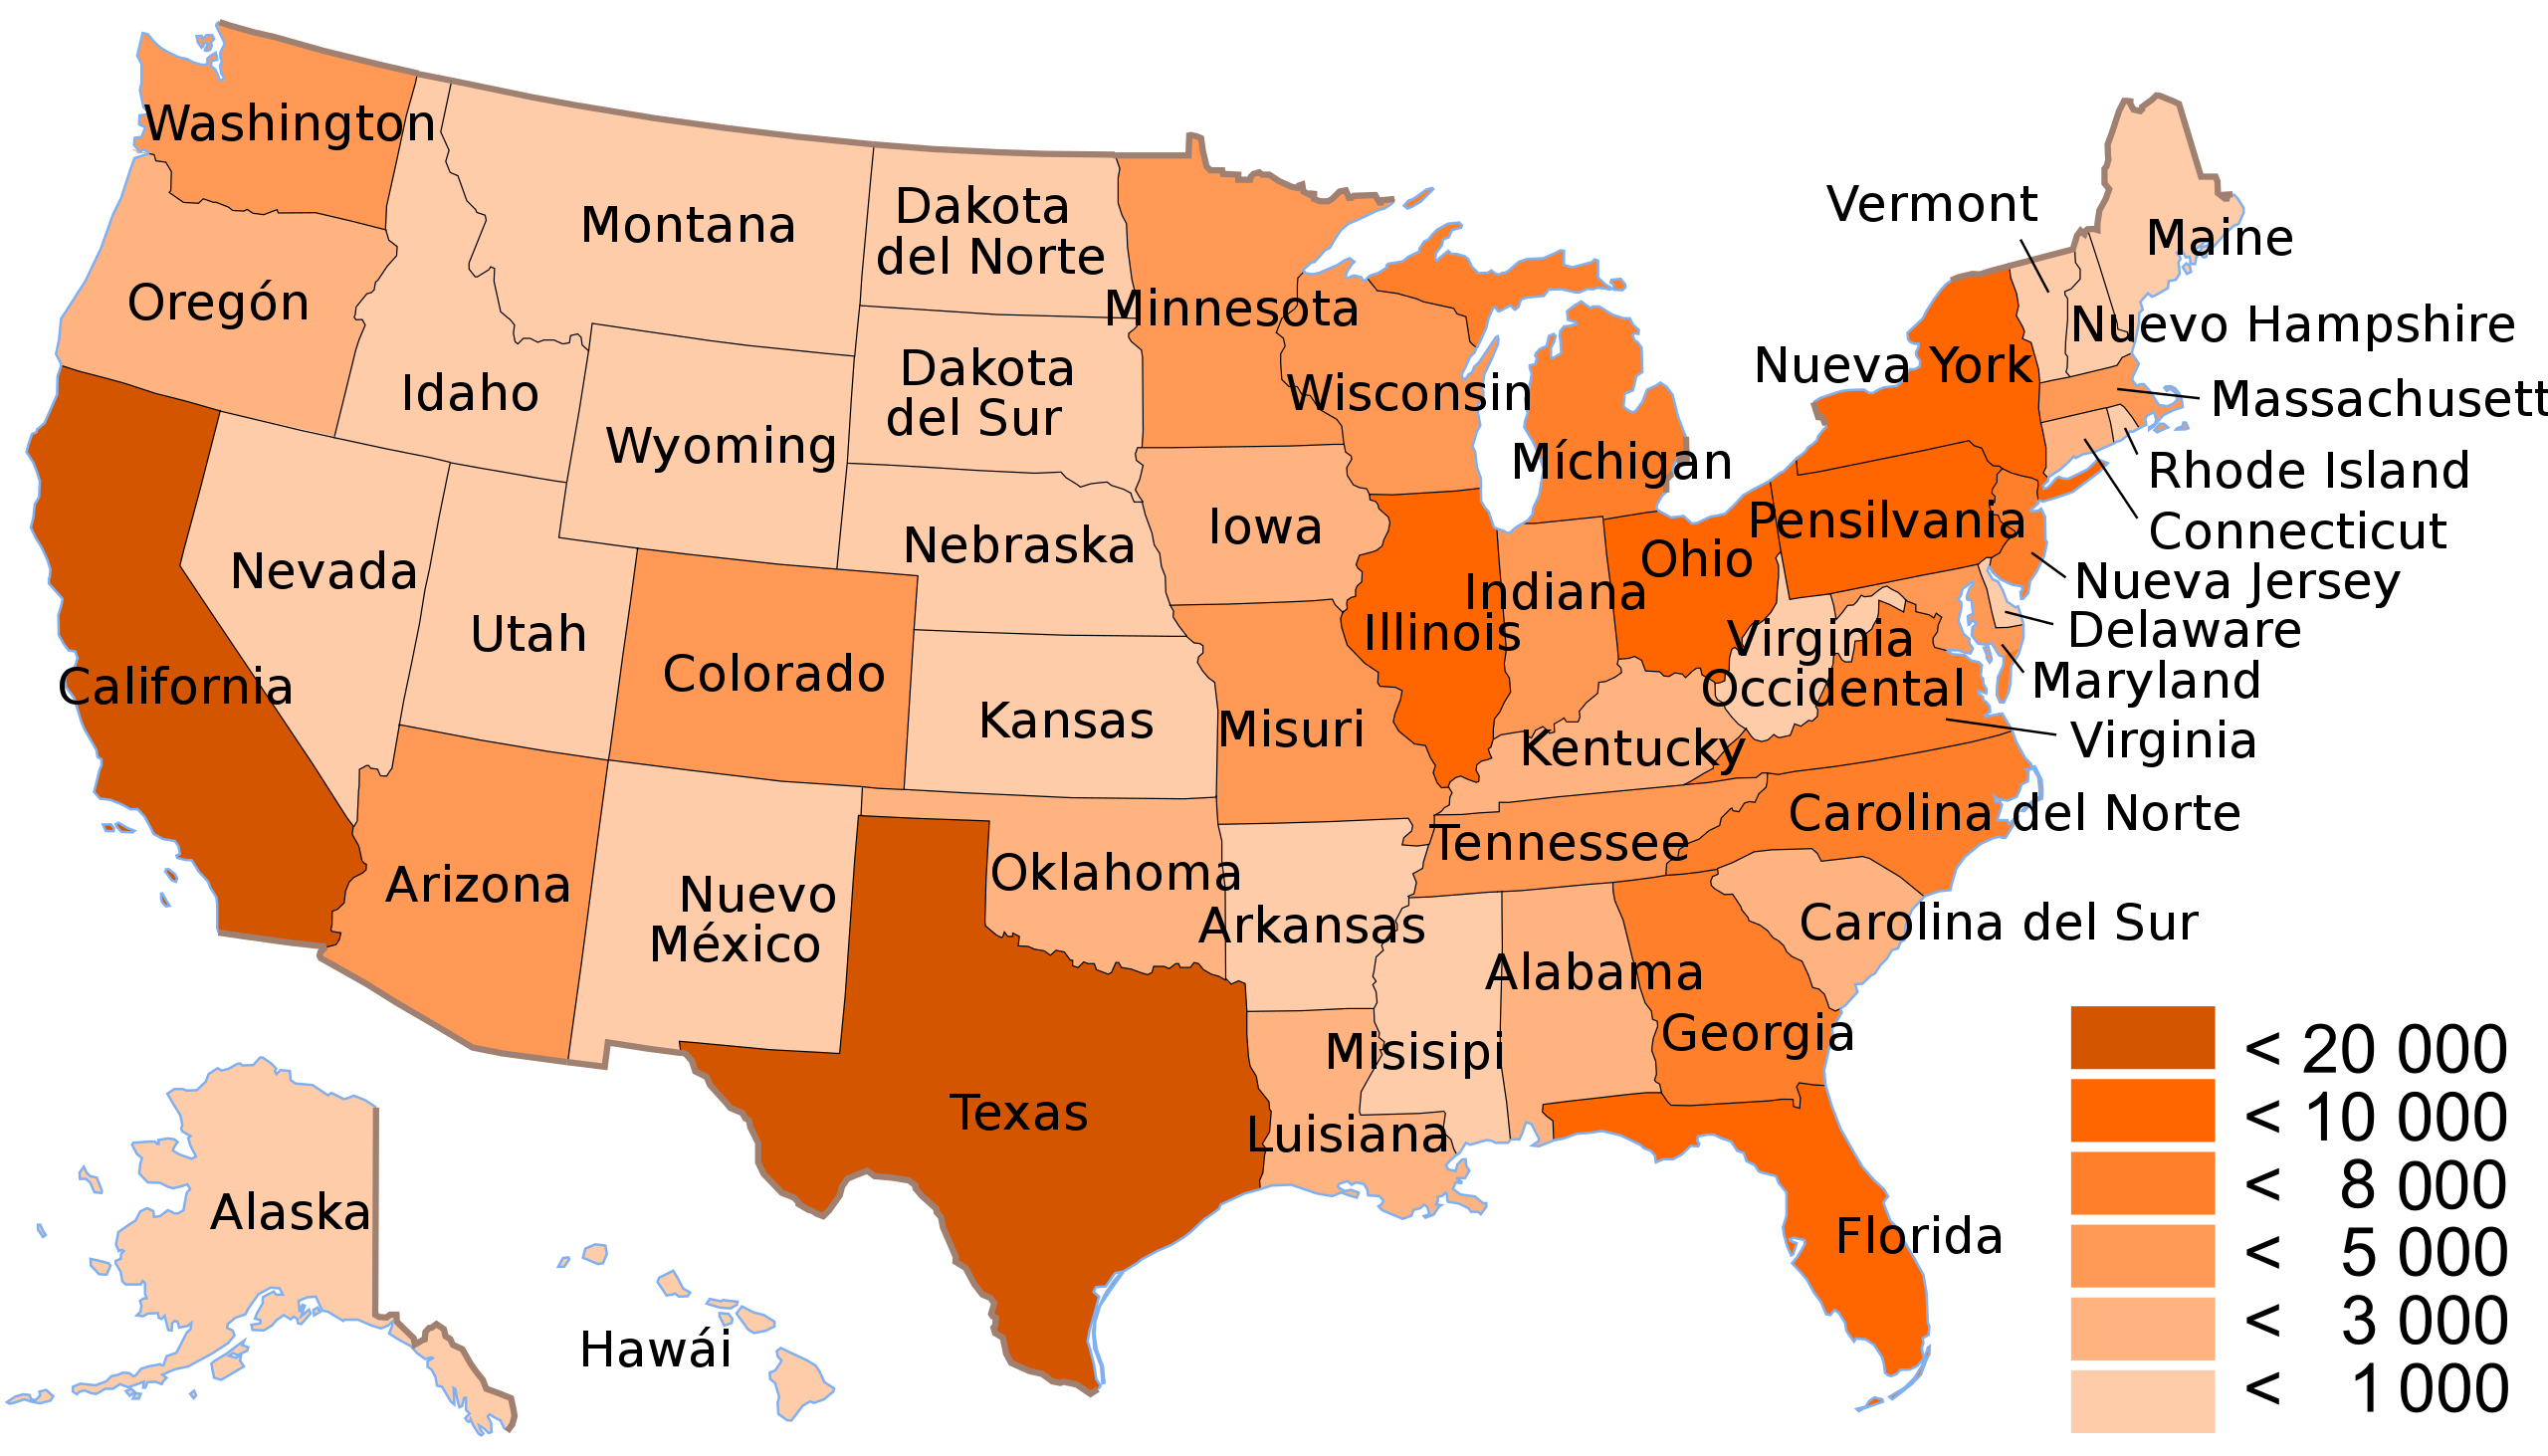 Washington
Montana
Dakota
del Norte
Minnesota
Vermont
Maine
Oregón
Idaho
Wyoming
Dakota
del Sur
Wisconsin
Míchigan
Nueva York
Nuevo Hampshire
Massachusett
Rhode Island
Connecticut
Nueva Jersey
Delaware
Maryland
Virginia
Nevada
Utah
Colorado
Nebraska
Iowa
Illinois
Indiana
Ohio
Pensilvania
Virginia
Occidental
California
Kansas
Misuri
Kentucky
Carolina del Norte
Arizona
Nuevo
México
Oklahoma
Arkansas
Tennessee
Carolina del Sur
Texas
Luisiana
Misisipi
Alabama
Georgia
Florida
Alaska
Hawái
< 20 000
< 10 000
< 8 000
< 5 000
< 3 000
< 1 000